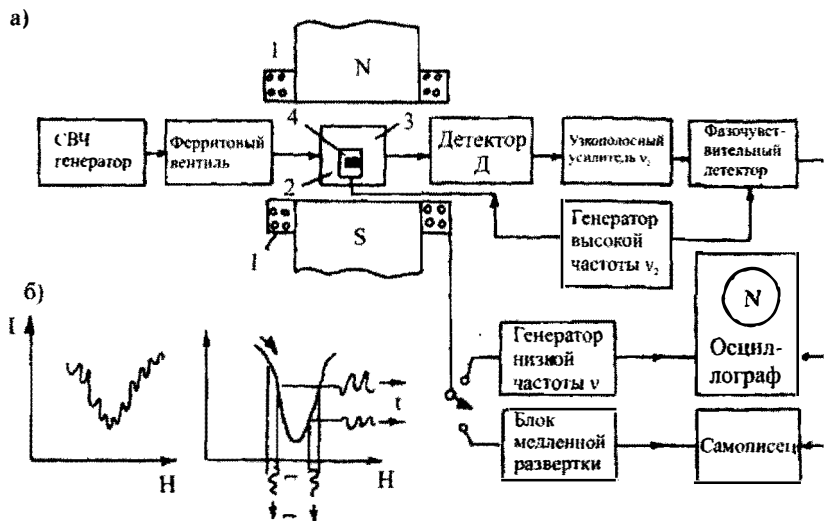 а)
1
N
4
3
СВЧ
генератор
Ферритовый
вентиль
2
Детектор
Д
Узкополосный
усилитель ν₂
Фазочувст-
вительный
детектор
1
S
Генератор
высокой
частоты ν₂
N
Осцил-
лограф
Генератор
низкой
частоты ν
Блок
медленной
развертки
Самописец
б)
I
H
t
H